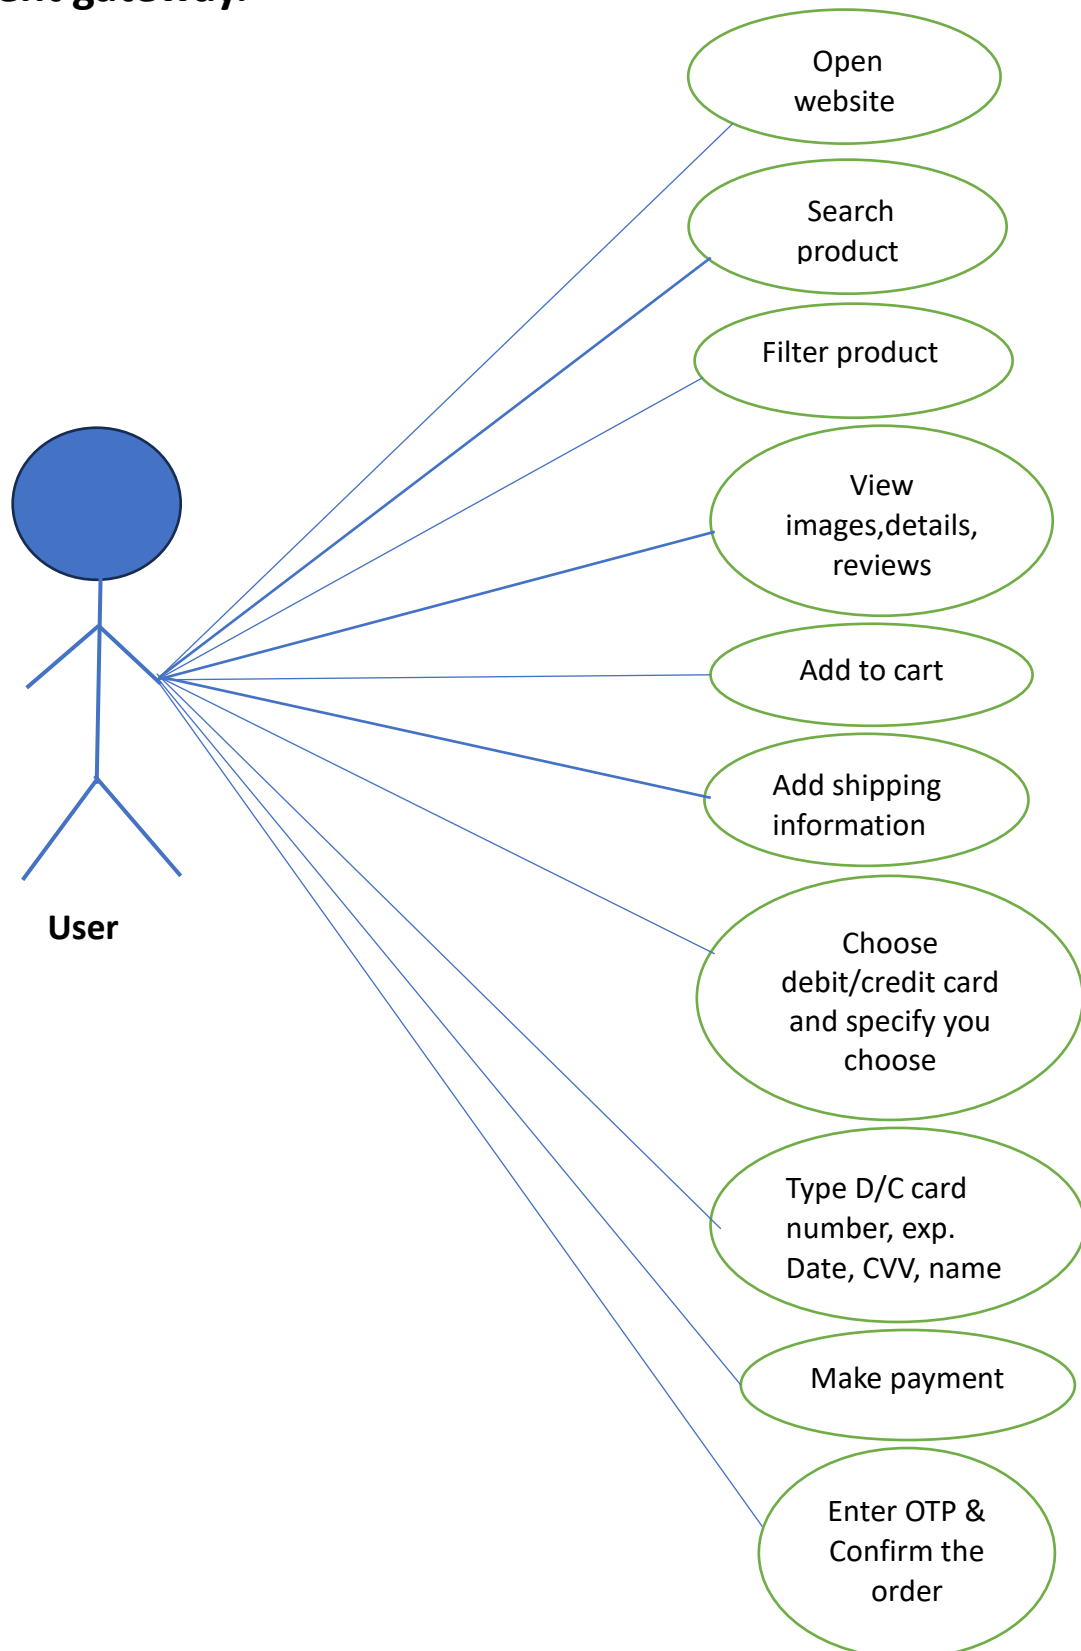 ent gateway.
Open
website
Search
product
Filter product
View
images,details,
reviews
Add to cart
Add shipping
information
User
Choose
debit/credit card
and specify you
choose
Type D/C card
number, exp.
Date, CVV, name
Make payment
Enter OTP &
Confirm the
order